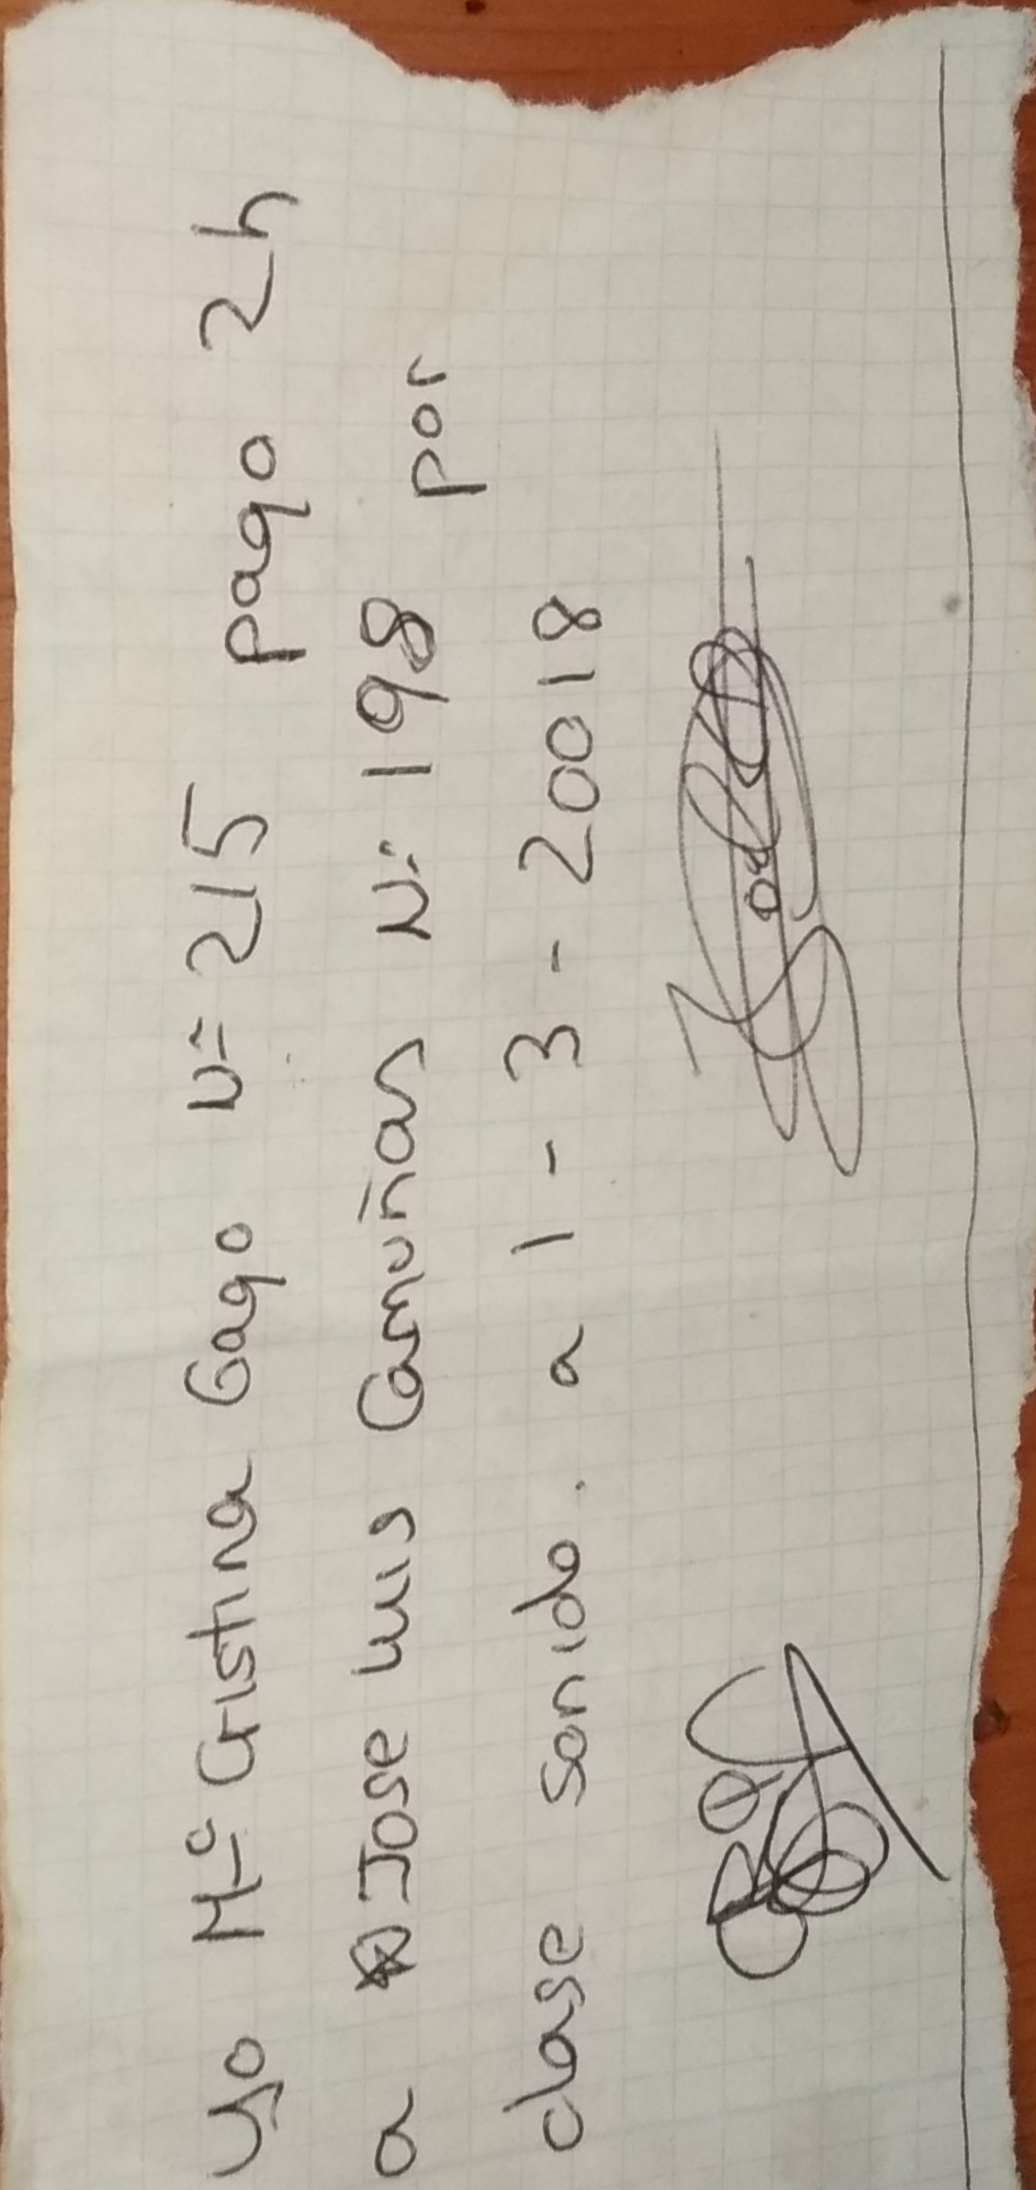 Yo Mª Cristina Gago Nº 215 pago 2h
a Jose Luis Camuñas Nº 198 por
clase sonido. a 1 - 3 - 20018